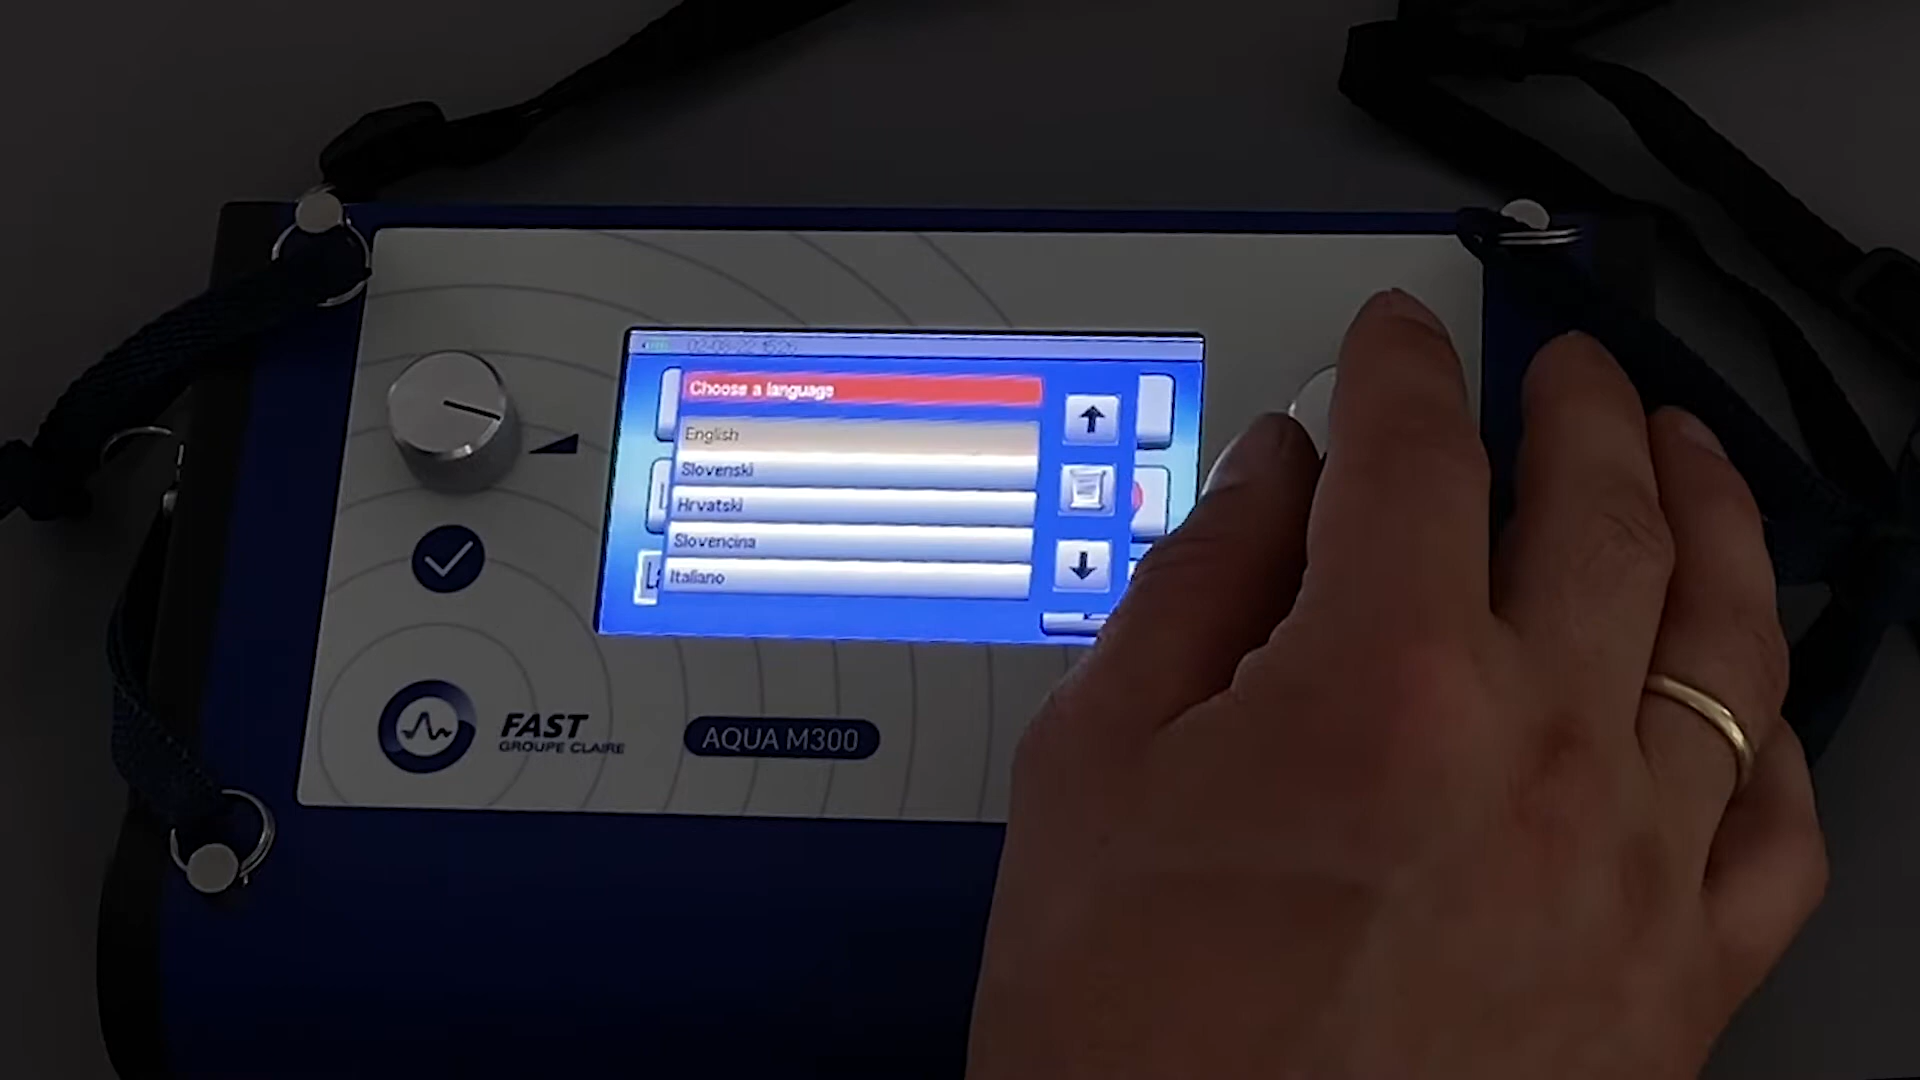 Choose a language
English
Slovenski
Hrvatski
Slovencina
Italiano
FAST
GROUPE CLAIRE
AQUA M300